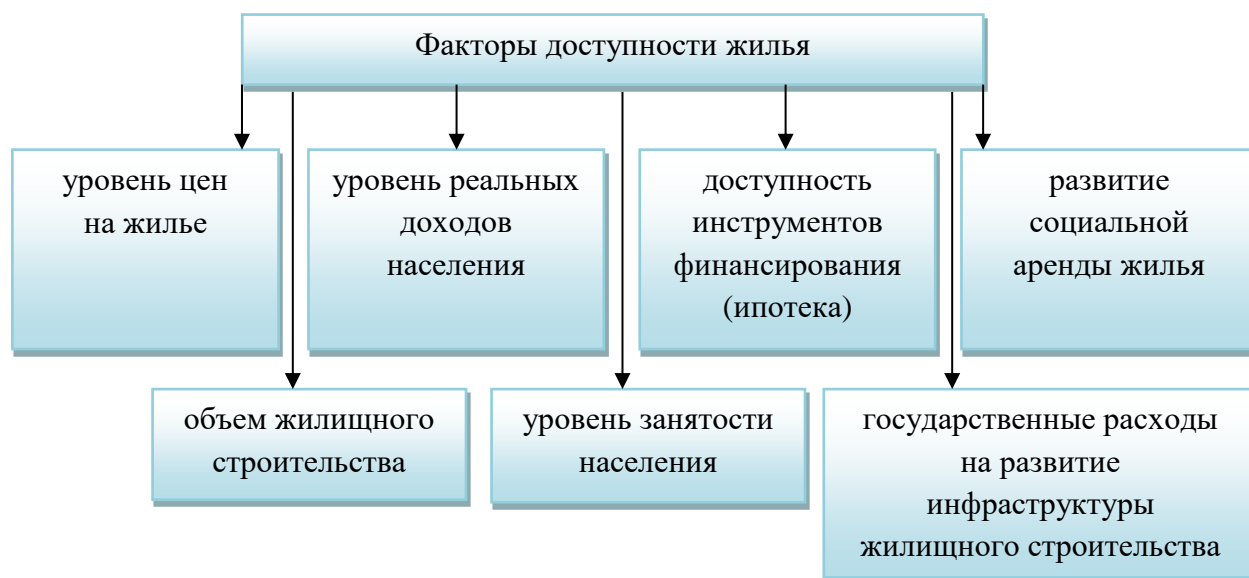 Факторы доступности жилья
уровень цен
на жилье
уровень реальных
доходов
населения
доступность
инструментов
финансирования
(ипотека)
развитие
социальной
аренды жилья
объем жилищного
строительства
уровень занятости
населения
государственные расходы
на развитие
инфраструктуры
жилищного строительства